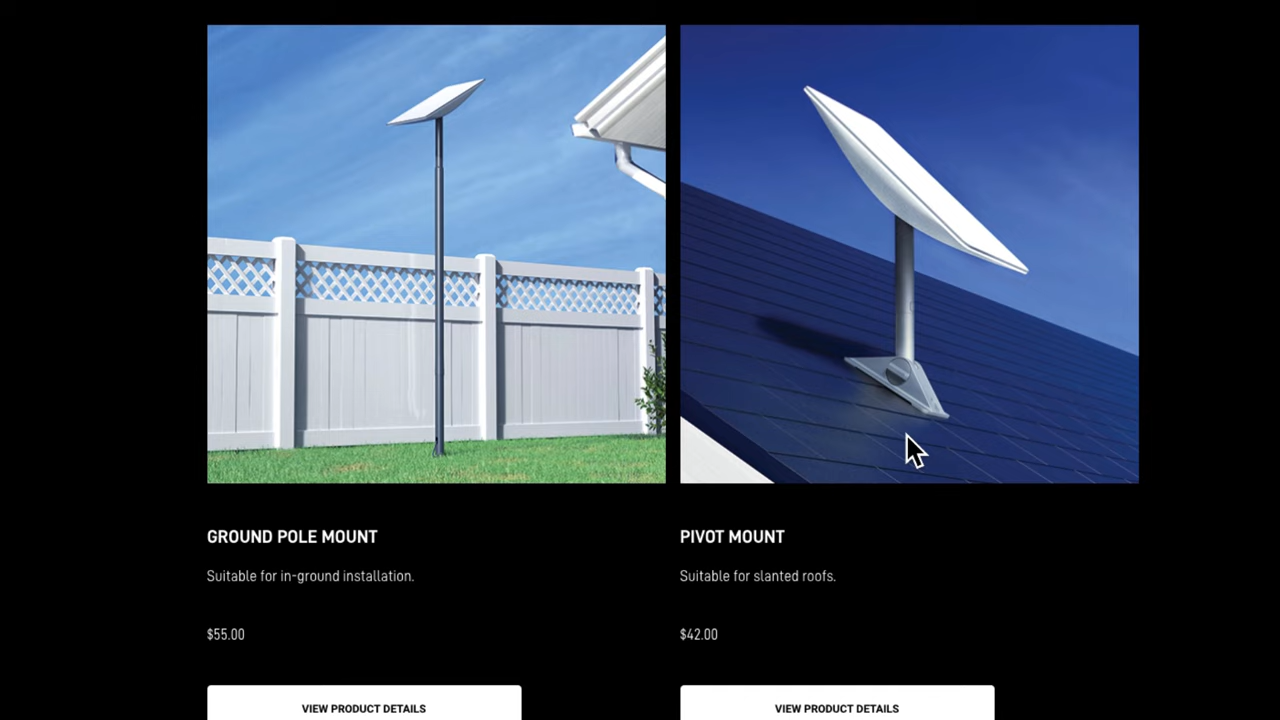 GROUND POLE MOUNT
Suitable for in-ground installation.
$55.00
VIEW PRODUCT DETAILS
PIVOT MOUNT
Suitable for slanted roofs.
$42.00
VIEW PRODUCT DETAILS